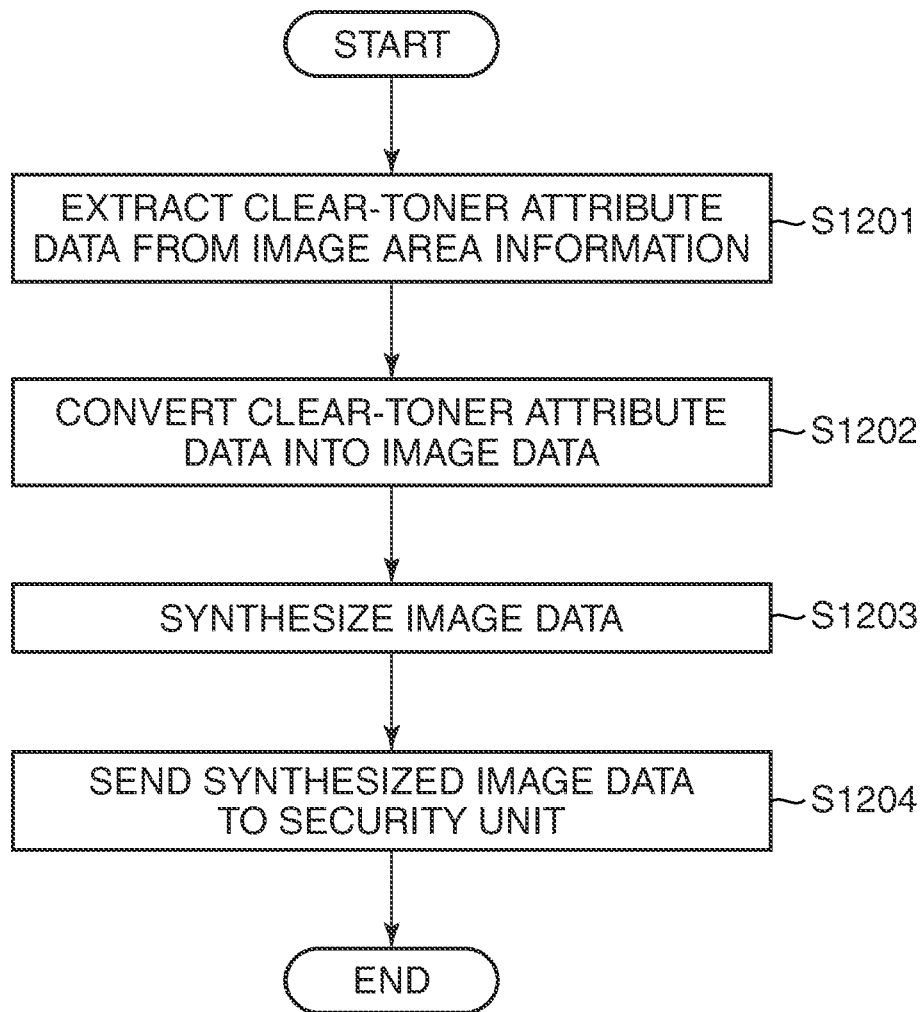 START
EXTRACT CLEAR-TONER ATTRIBUTE
DATA FROM IMAGE AREA INFORMATION
S1201
CONVERT CLEAR-TONER ATTRIBUTE
DATA INTO IMAGE DATA
S1202
SYNTHESIZE IMAGE DATA
S1203
SEND SYNTHESIZED IMAGE DATA
TO SECURITY UNIT
S1204
END